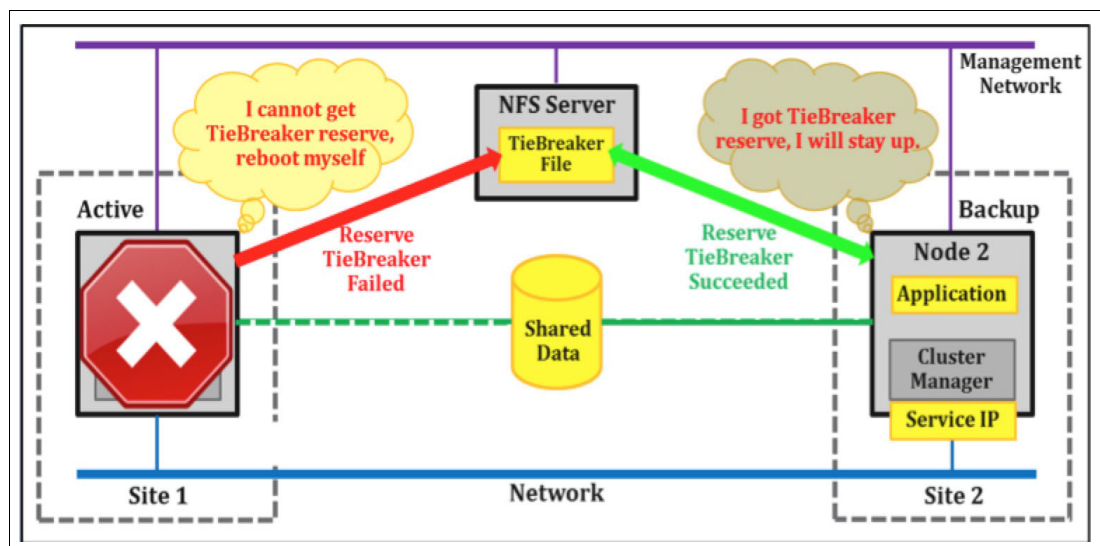 Management
Network
I cannot get
TieBreaker reserve,
reboot myself
NFS Server
TieBreaker
File
I got TieBreaker
reserve, I will stay up.
Active
Backup
Reserve
TieBreaker
Failed
Reserve
TieBreaker
Succeeded
Node 2
Application
Shared
Data
Cluster
Manager
Service IP
Site 1
Network
Site 2